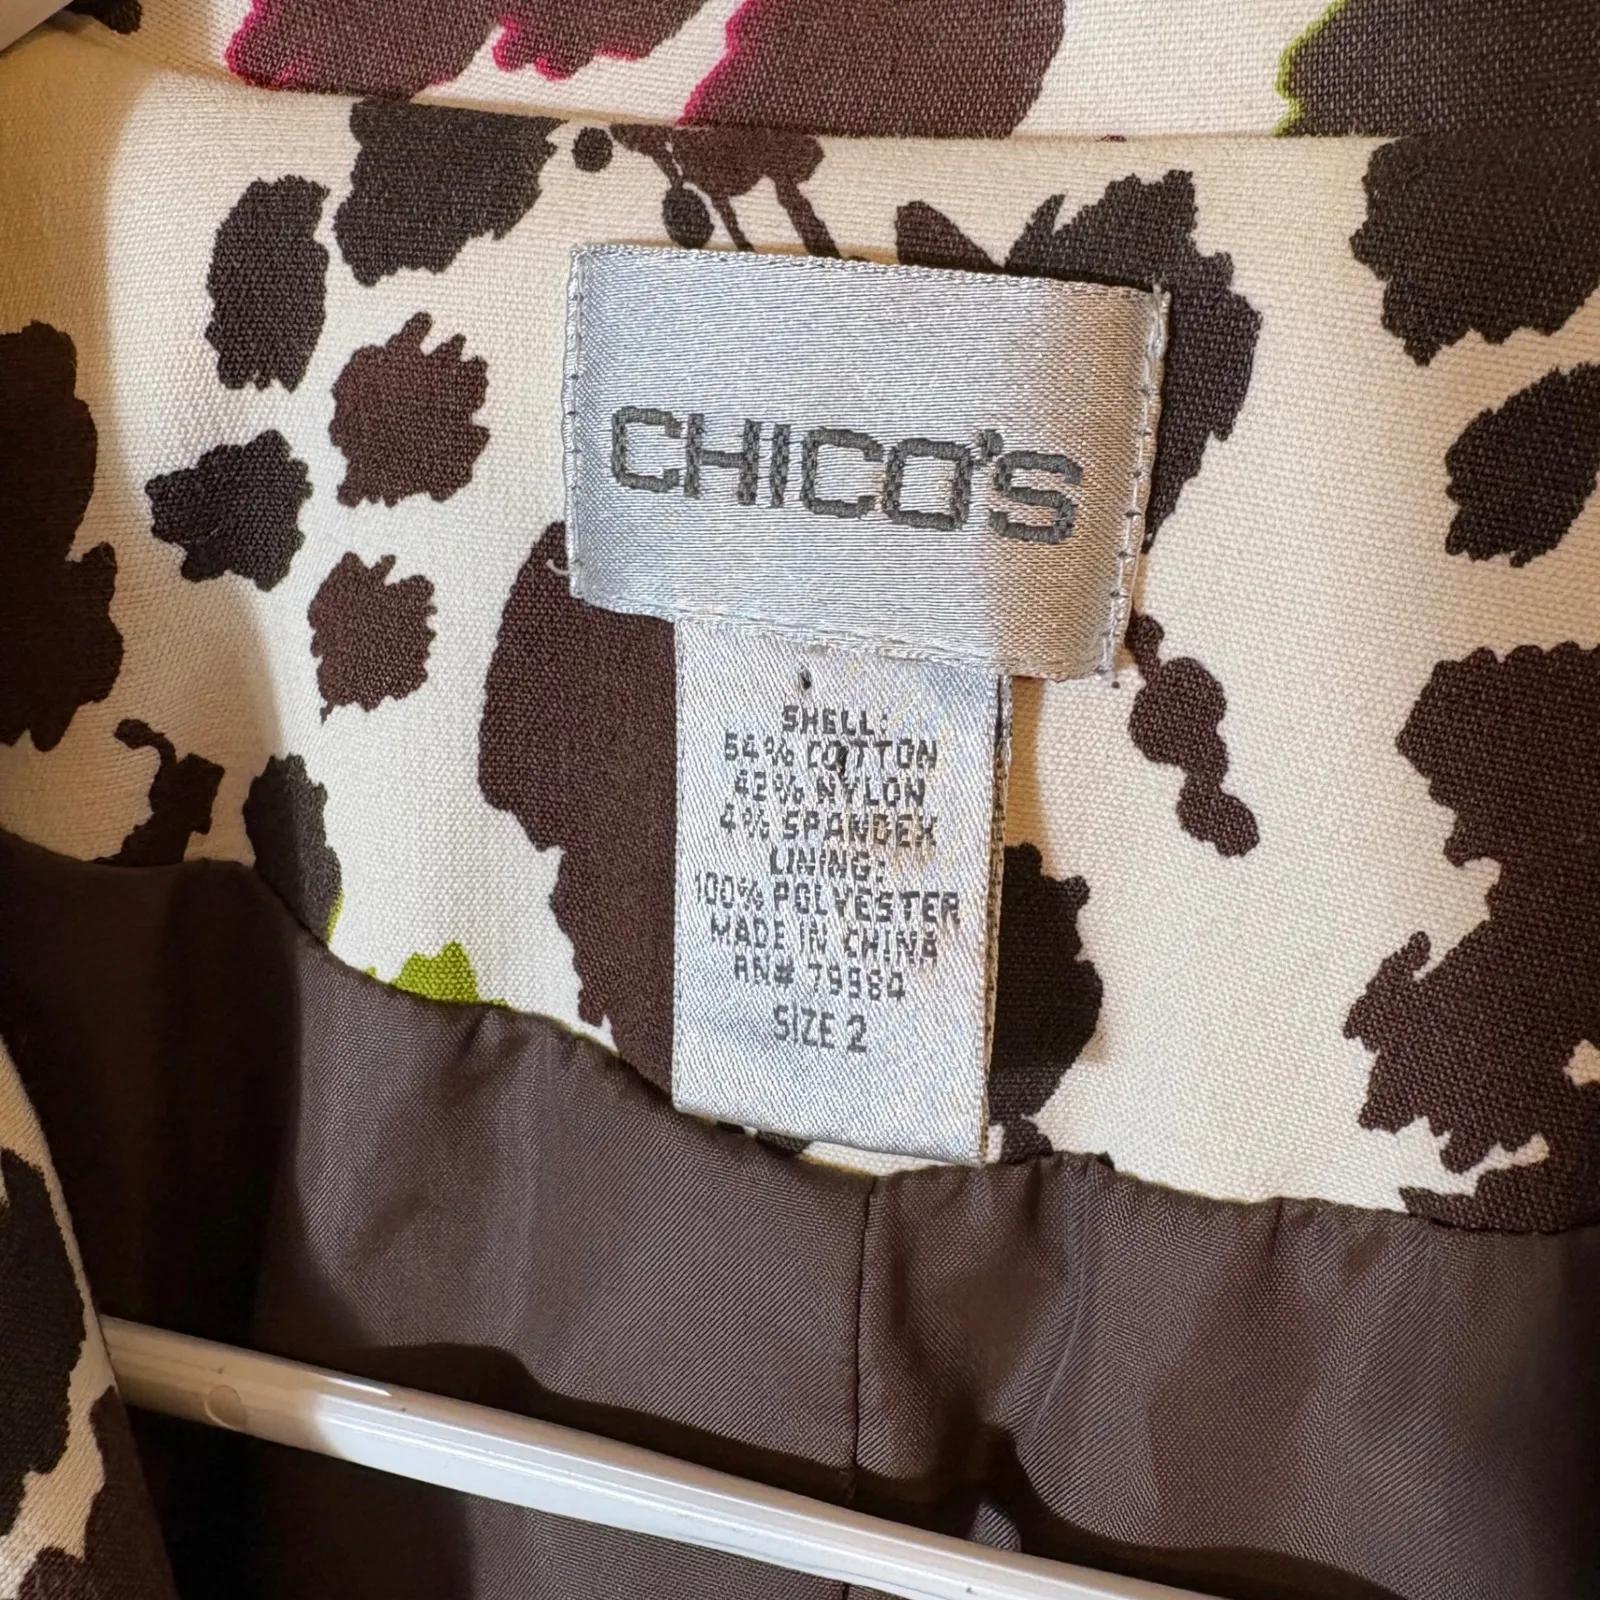 CHICO'S
SHELL:
54% COTTON
42% NYLON
4% SPANDEX
LINING:
100% POLYESTER
MADE IN CHINA
RN# 79984
SIZE 2